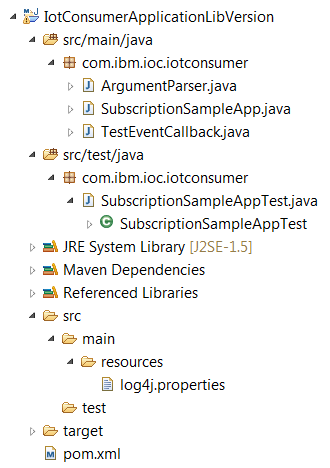 IotConsumerApplicationLibVersion
src/main/java
com.ibm.ioc.iotconsumer
ArgumentParser.java
SubscriptionSampleApp.java
TestEventCallback.java
src/test/java
com.ibm.ioc.iotconsumer
SubscriptionSampleAppTest.java
SubscriptionSampleAppTest
JRE System Library [J2SE-1.5]
Maven Dependencies
Referenced Libraries
src
main
resources
log4j.properties
test
target
pom.xml